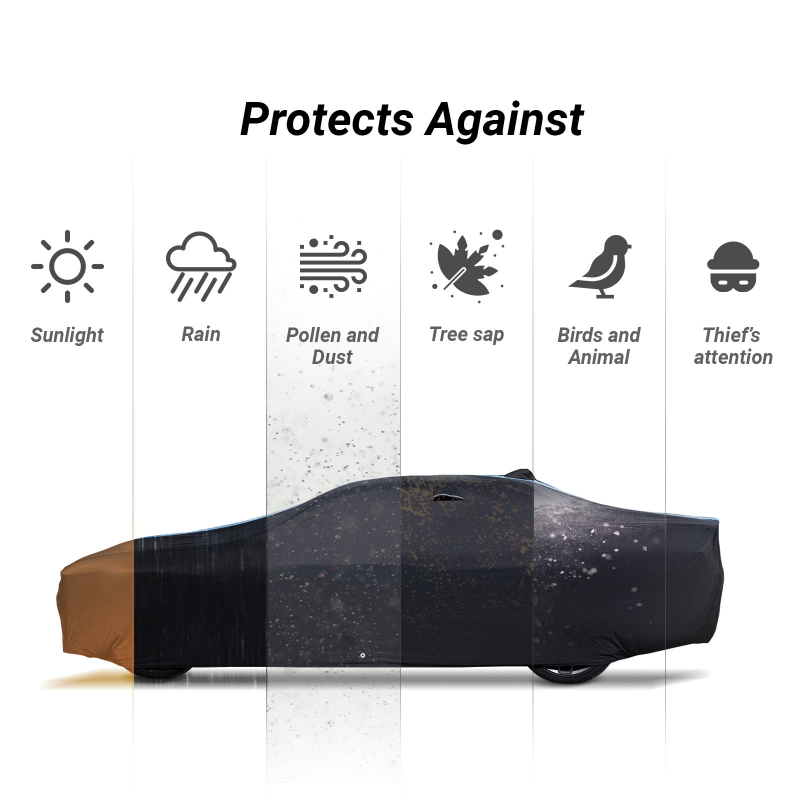 Protects Against
Sunlight
Rain
Pollen and
Dust
Tree sap
Birds and
Animal
Thief's
attention